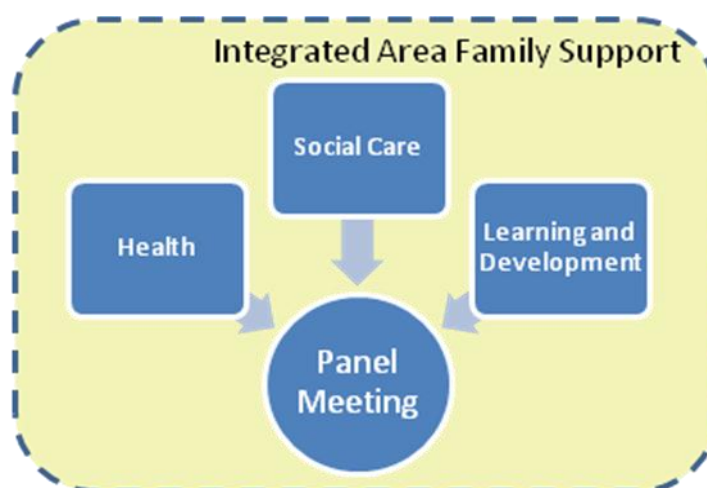 Integrated Area Family Support
Social Care
Health
Learning and
Development
Panel
Meeting